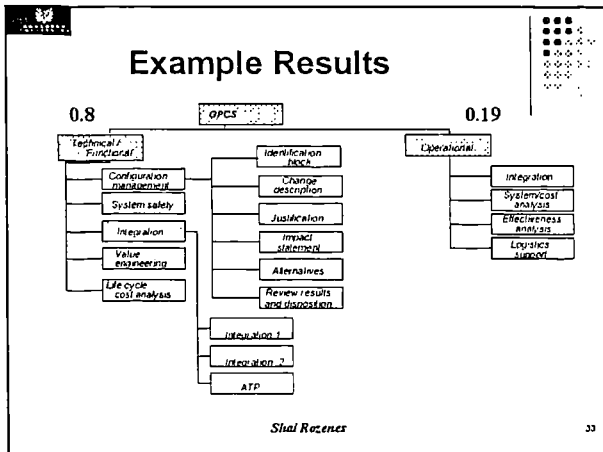 Example Results
0.8
GPCS
0.19
Technical /
Functional
Operational
Configuration
management
System safety
Integration
Value
engineering
Life cycle
cost analysis
Identification
block
Change
description
Justification
Impact
statement
Alternatives
Review results
and disposition
Integration 1
Integration 2
ATP
Integration
System/cost
analysis
Effectiveness
analysis
Logistics
support
Shai Rozenes
33